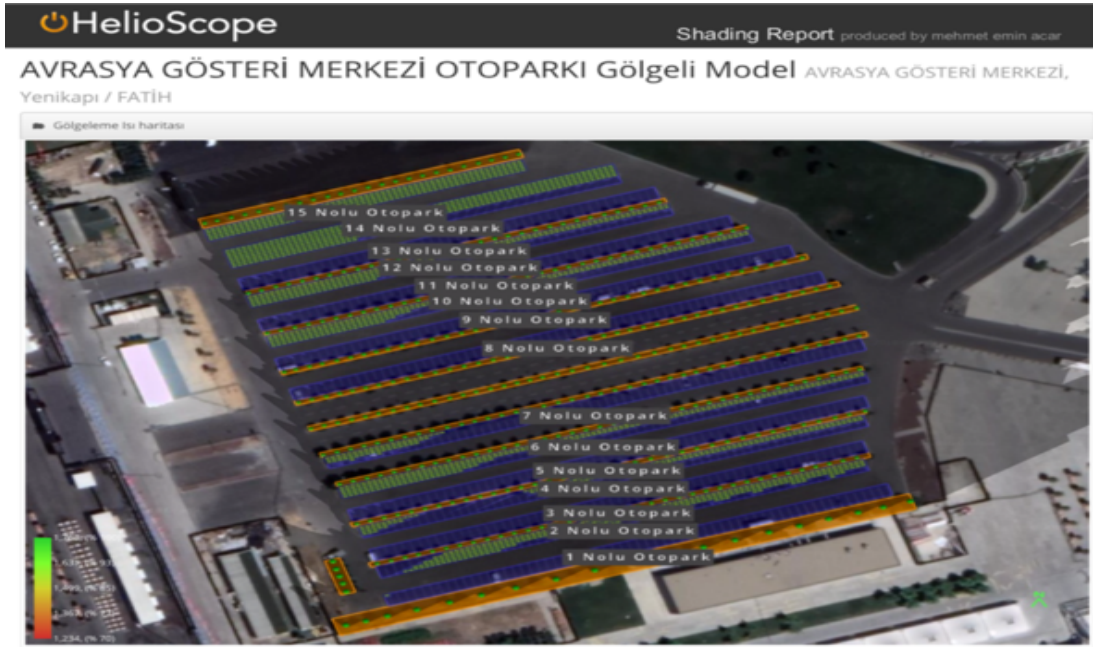 HelioScope
Shading Report produced by mehmet emin acar
AVRASYA GÖSTERİ MERKEZİ OTOPARKI Gölgeli Model AVRASYA GÖSTERİ MERKEZİ,
Yenikapı / FATİH
Gölgeleme Isı haritası
15 Nolu Otopark
14 Nolu Otopark
13 Nolu Otopark
12 Nolu Otopark
11 Nolu Otopark
10 Nolu Otopark
9 Nolu Otopark
8 Nolu Otopark
7 Nolu Otopark
6 Nolu Otopark
5 Nolu Otopark
4 Nolu Otopark
3 Nolu Otopark
2 Nolu Otopark
1 Nolu Otopark
1,234, (% 70)